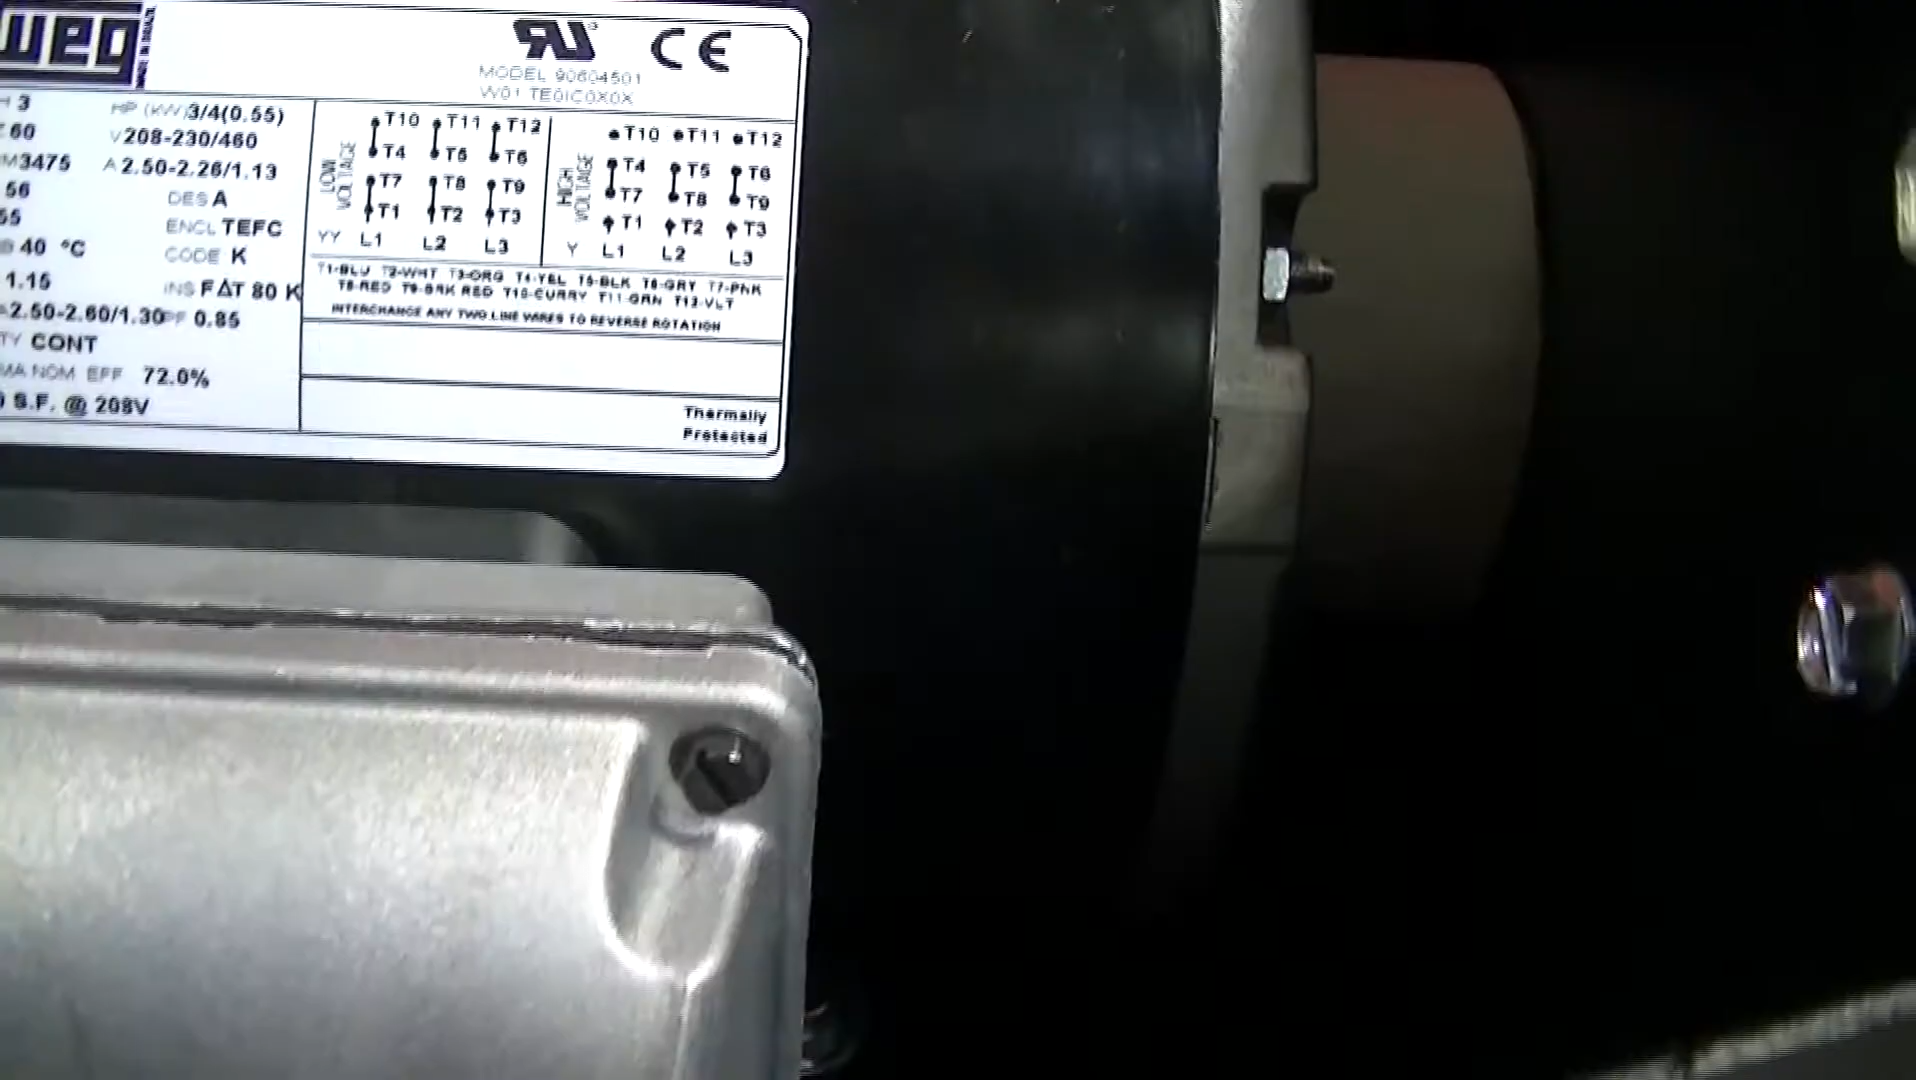 weg
MADE IN BRAZIL
CE
MODEL 90604501
W01 TE0IC0X0X
3
HP (kW) 3/4(0.55)
60
V 208-230/460
3475
A 2.50-2.26/1.13
56
DES A
55
ENCL TEFC
40 °C
CODE K
1.15
INS F ΔT 80 K
2.50-2.60/1.30 PF 0.85
CONT
NOM EFF 72.0%
S.F. @ 208V
LOW VOLTAGE
T10 T11 T12
T4 T5 T6
T7 T8 T9
T1 T2 T3
YY L1 L2 L3
HIGH VOLTAGE
T10 T11 T12
T4 T5 T6
T7 T8 T9
T1 T2 T3
Y L1 L2 L3
T1-BLU T2-WHT T3-ORG T4-YEL T5-BLK T6-GRY T7-PNK
T8-RED T9-BRK RED T10-CURRY T11-GRN T12-VLT
INTERCHANGE ANY TWO LINE WIRES TO REVERSE ROTATION
Thermally
Protected